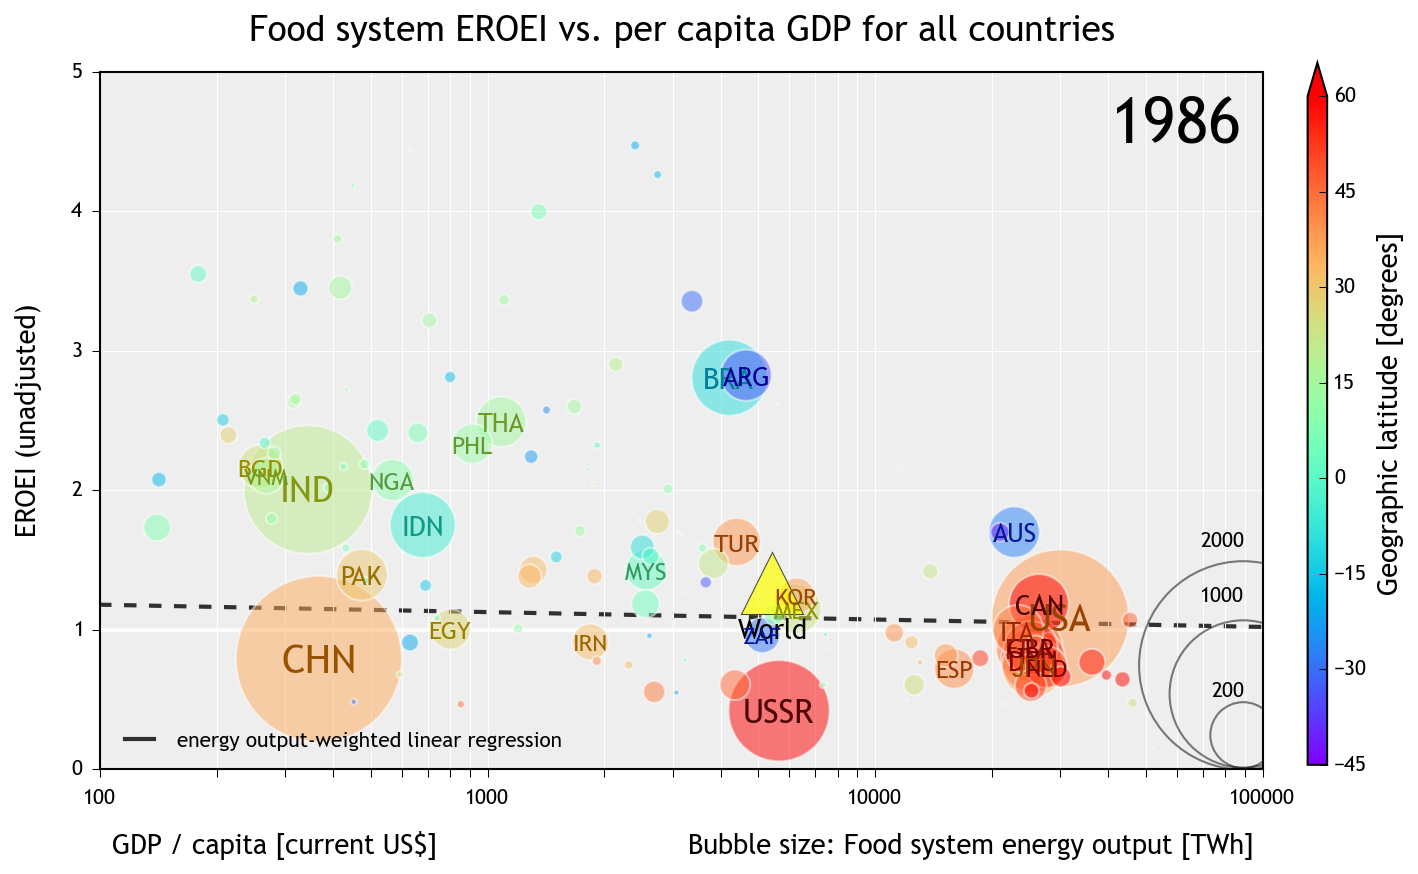 Food system EROEI vs. per capita GDP for all countries
1986
5
4
3
2
1
0
EROEI (unadjusted)
BRA
ARG
THA
PHL
BGD
VNM
IND
NGA
IDN
TUR
AUS
MYS
PAK
KOR
MEX
CAN
USA
EGY
World
ZAF
ITA
IRN
GBR
CHN
ESP
NLD
USSR
2000
1000
200
energy output-weighted linear regression
100
1000
10000
100000
GDP / capita [current US$]
Bubble size: Food system energy output [TWh]
60
45
30
15
0
−15
−30
−45
Geographic latitude [degrees]